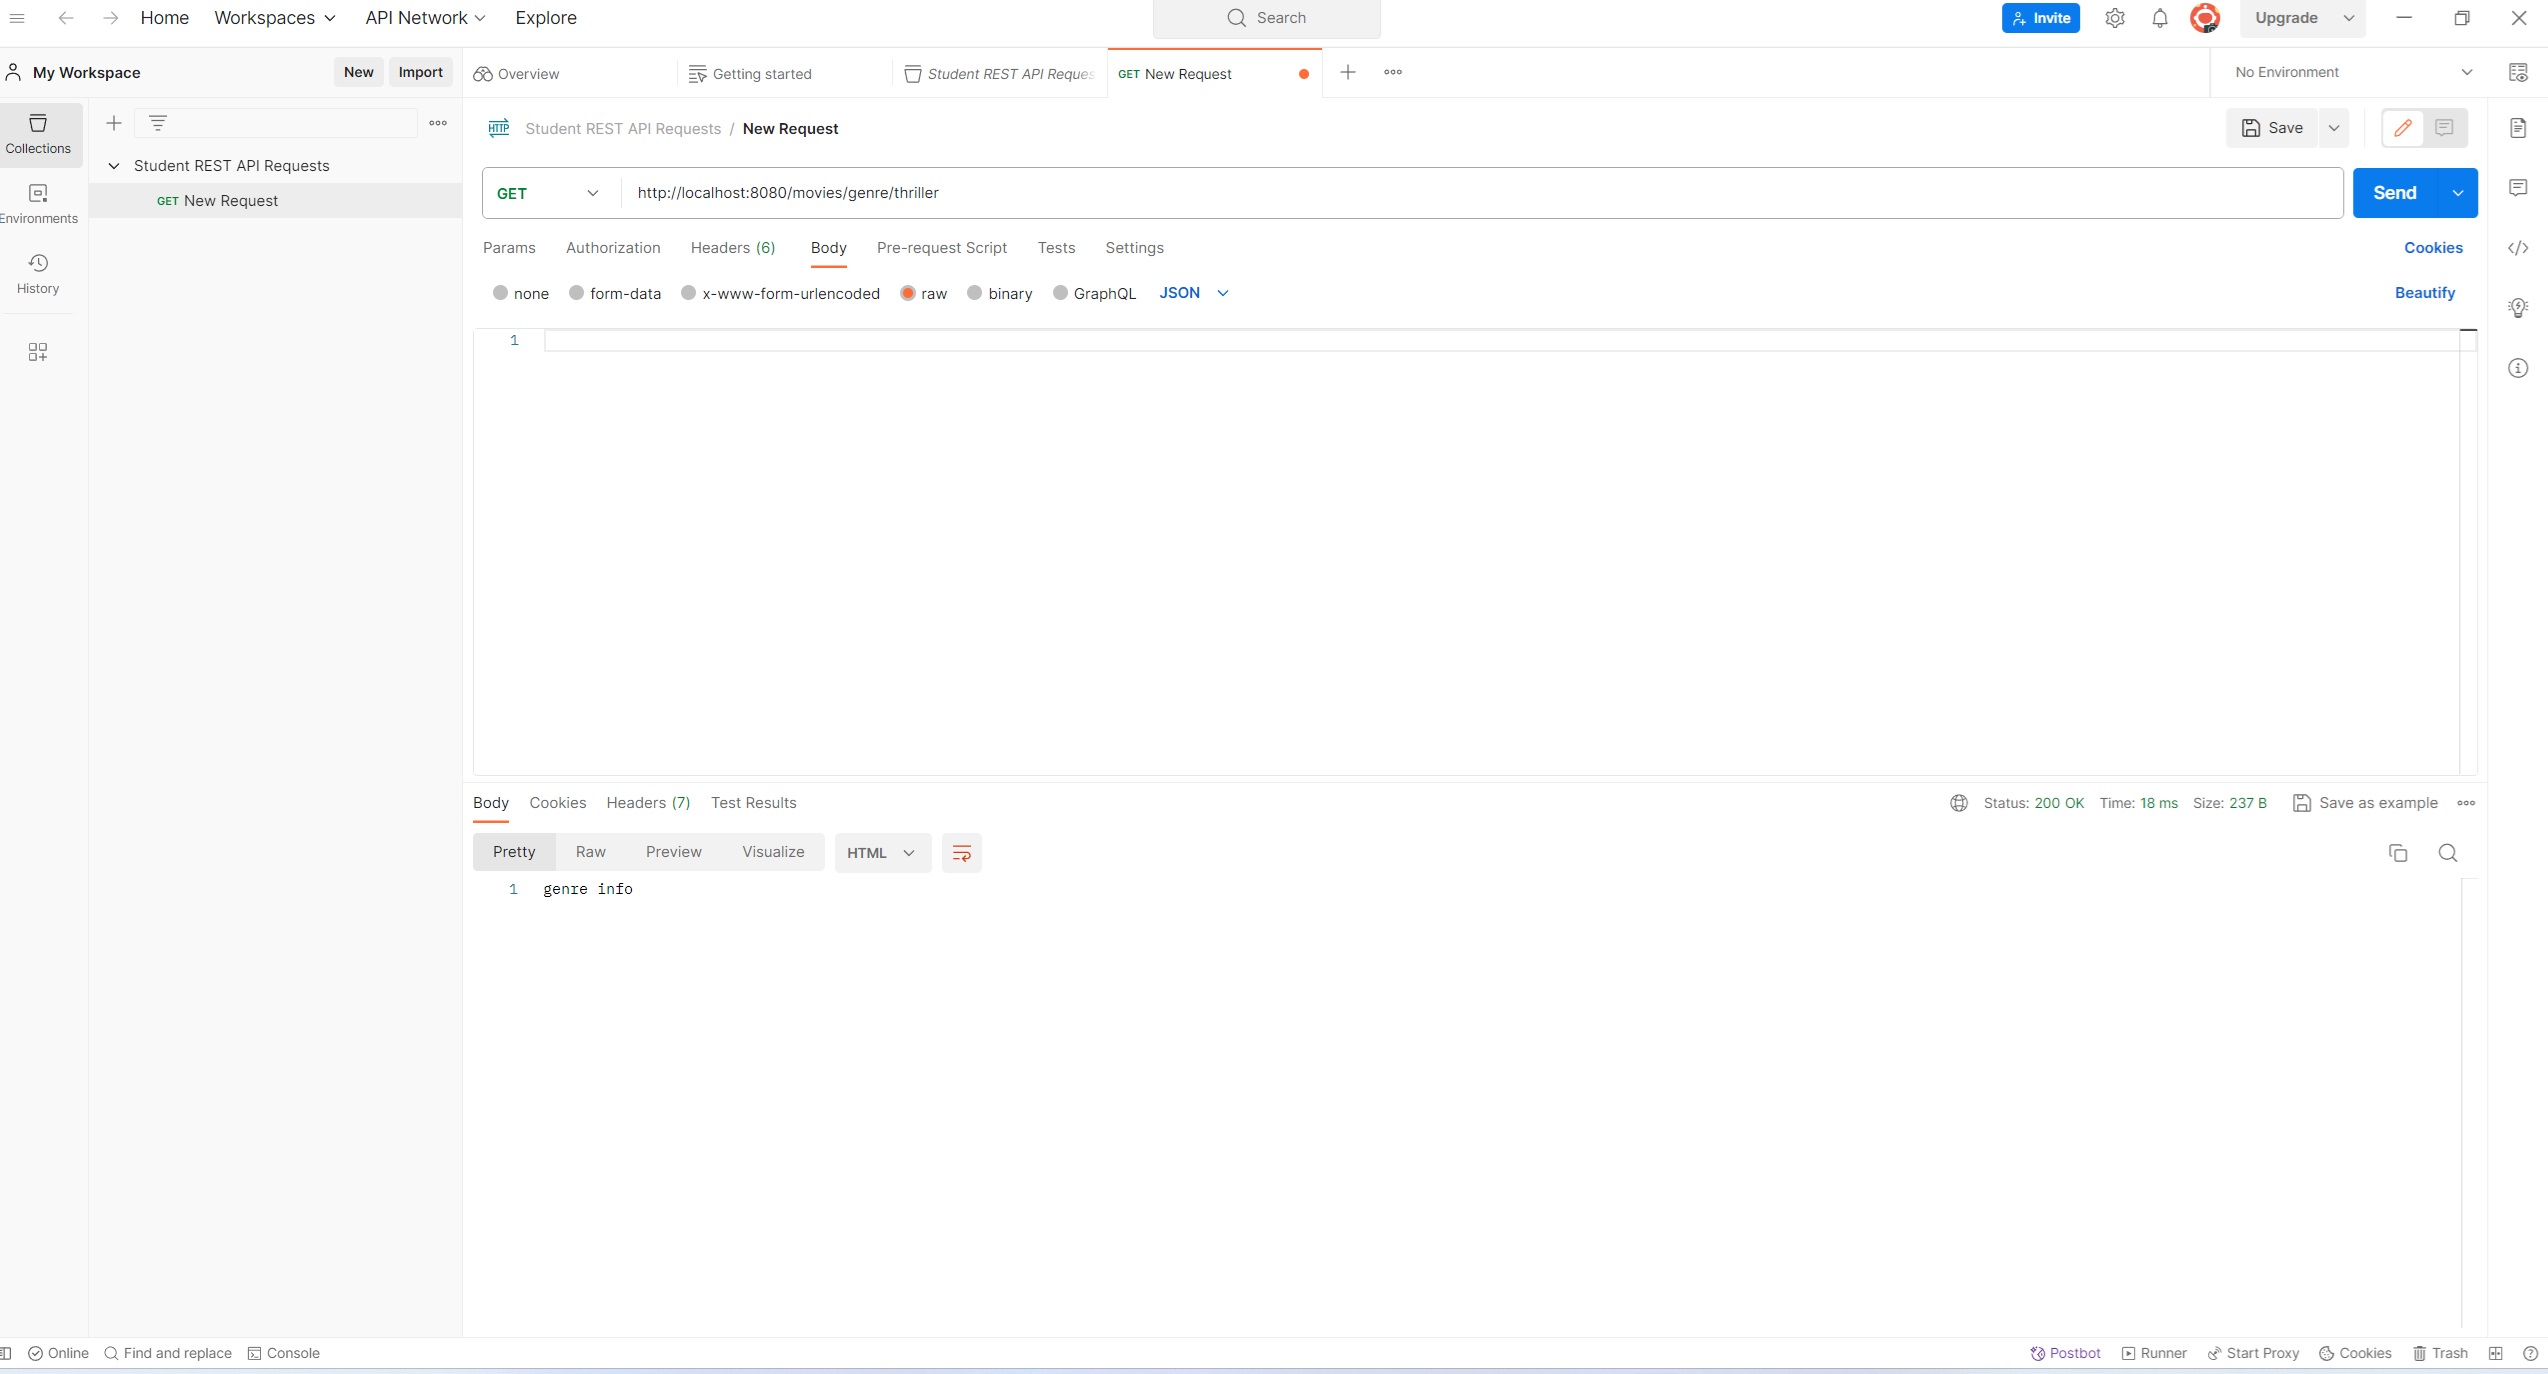 Home Workspaces API Network Explore Search Invite Upgrade
My Workspace New Import Overview Getting started Student REST API Reques GET New Request No Environment
Collections
Environments
History
Student REST API Requests
GET New Request
HTTP Student REST API Requests / New Request Save
GET http://localhost:8080/movies/genre/thriller Send
Params Authorization Headers (6) Body Pre-request Script Tests Settings Cookies
none form-data x-www-form-urlencoded raw binary GraphQL JSON Beautify
1
Body Cookies Headers (7) Test Results Status: 200 OK Time: 18 ms Size: 237 B Save as example
Pretty Raw Preview Visualize HTML
1 genre info
Online Find and replace Console Postbot Runner Start Proxy Cookies Trash